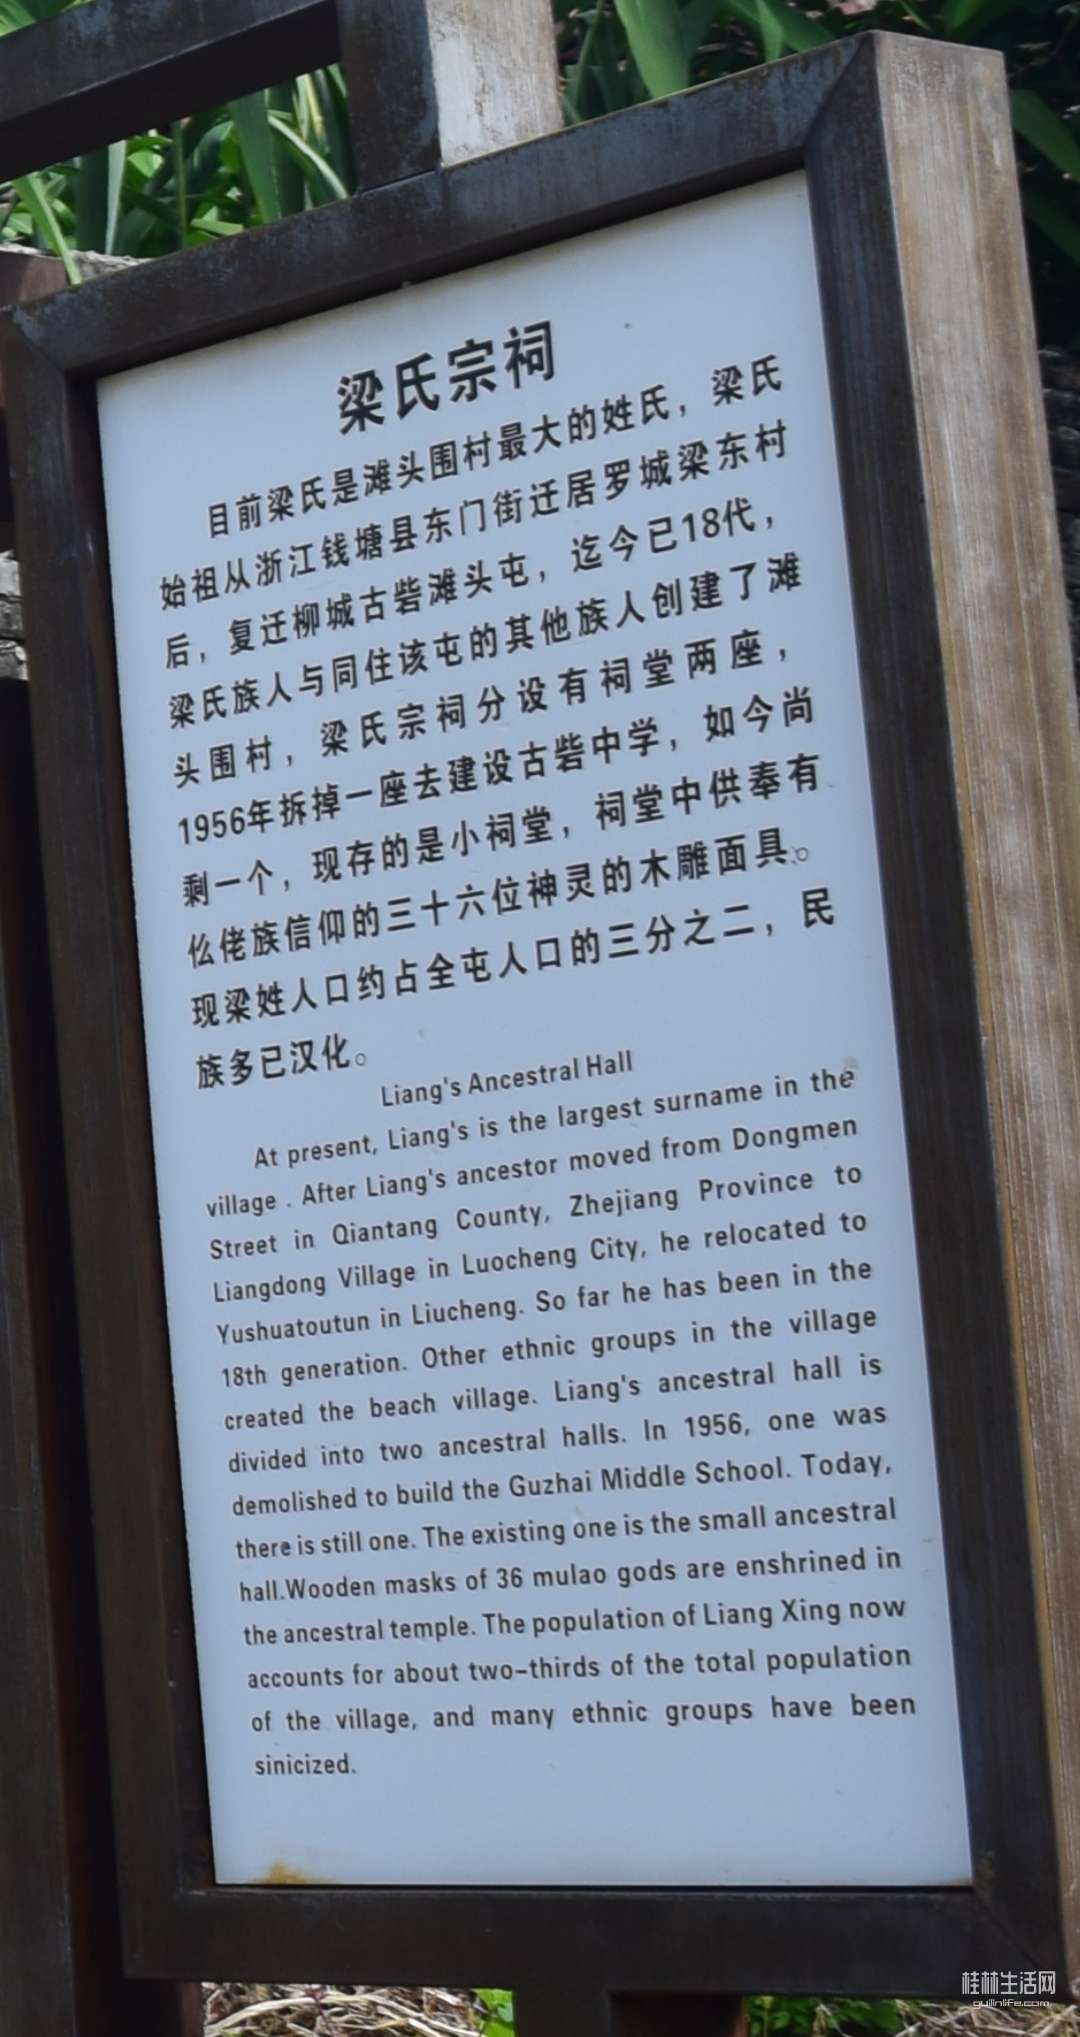 梁氏宗祠
目前梁氏是滩头围村最大的姓氏，梁氏
始祖从浙江钱塘县东门街迁居罗城梁东村
后，复迁柳城古砦滩头屯，迄今已18代，
梁氏族人与同住该屯的其他族人创建了滩
头围村，梁氏宗祠分设有祠堂两座，
1956年拆掉一座去建设古砦中学，如今尚
剩一个，现存的是小祠堂，祠堂中供奉有
仫佬族信仰的三十六位神灵的木雕面具。
现梁姓人口约占全屯人口的三分之二，民
族多已汉化。
Liang's Ancestral Hall
At present, Liang's is the largest surname in the
village . After Liang's ancestor moved from Dongmen
Street in Qiantang County, Zhejiang Province to
Liangdong Village in Luocheng City, he relocated to
Yushuatoutun in Liucheng. So far he has been in the
18th generation. Other ethnic groups in the village
created the beach village. Liang's ancestral hall is
divided into two ancestral halls. In 1956, one was
demolished to build the Guzhai Middle School. Today,
there is still one. The existing one is the small ancestral
hall.Wooden masks of 36 mulao gods are enshrined in
the ancestral temple. The population of Liang Xing now
accounts for about two-thirds of the total population
of the village, and many ethnic groups have been
sinicized.
桂林生活网
guilinlife.com